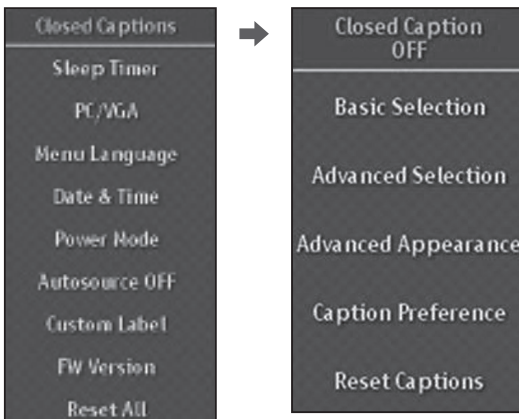 Closed Captions
Sleep Timer
PC/VGA
Menu Language
Date & Time
Power Mode
Autosource OFF
Custom Label
FW Version
Reset All
Closed Caption
OFF
Basic Selection
Advanced Selection
Advanced Appearance
Caption Preference
Reset Captions